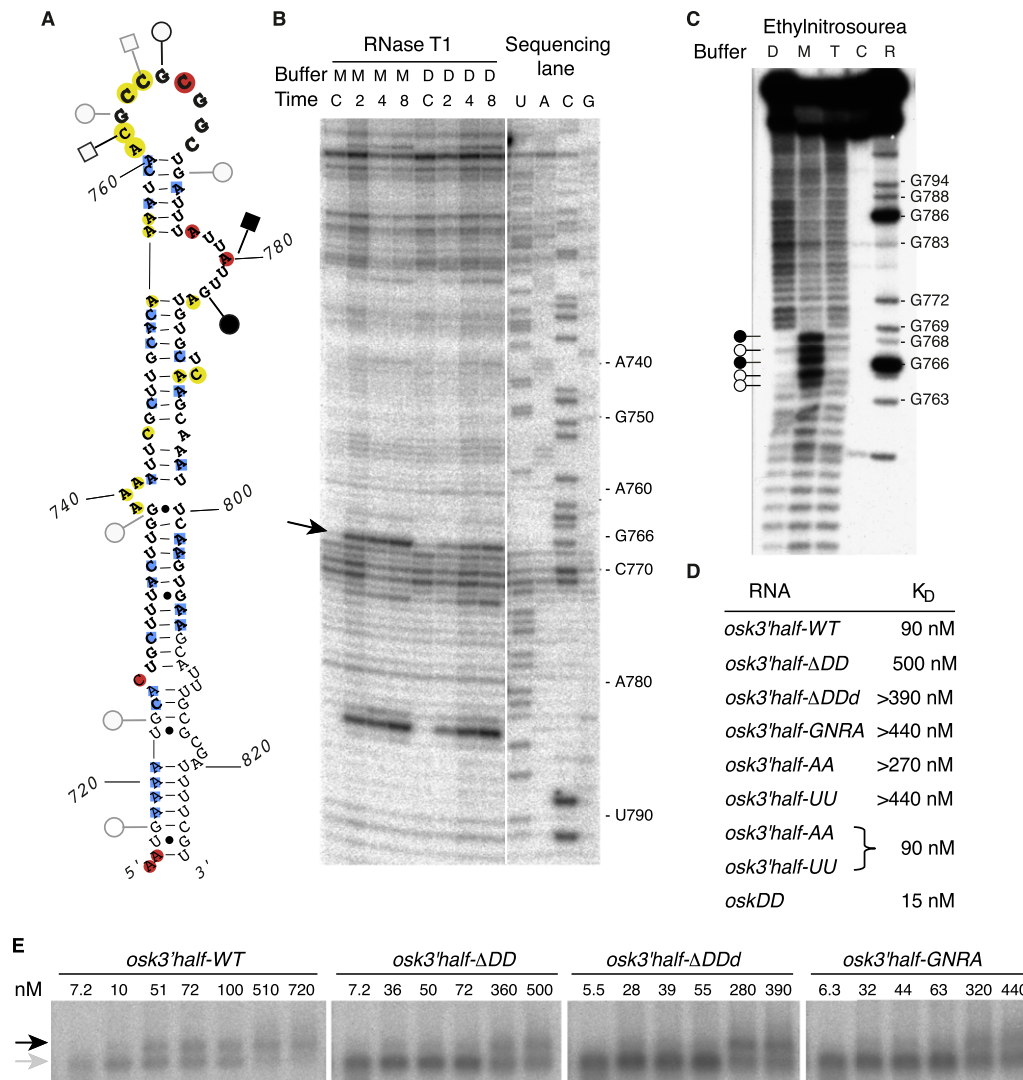 A
760
780
740
800
720
820
5'
3'
B
RNase T1
Sequencing lane
Buffer M M M M D D D D
Time C 2 4 8 C 2 4 8 U A C G
- A740
- G750
- A760
- G766
- C770
- A780
- U790
C
Ethylnitrosourea
Buffer D M T C R
- G794
- G788
- G786
- G783
- G772
- G769
- G768
- G766
- G763
D
RNA KD
osk3'half-WT 90 nM
osk3'half-ΔDD 500 nM
osk3'half-ΔDDd >390 nM
osk3'half-GNRA >440 nM
osk3'half-AA >270 nM
osk3'half-UU >440 nM
osk3'half-AA
osk3'half-UU
90 nM
oskDD 15 nM
E
osk3'half-WT osk3'half-ΔDD osk3'half-ΔDDd osk3'half-GNRA
nM 7.2 10 51 72 100 510 720 7.2 36 50 72 360 500 5.5 28 39 55 280 390 6.3 32 44 63 320 440